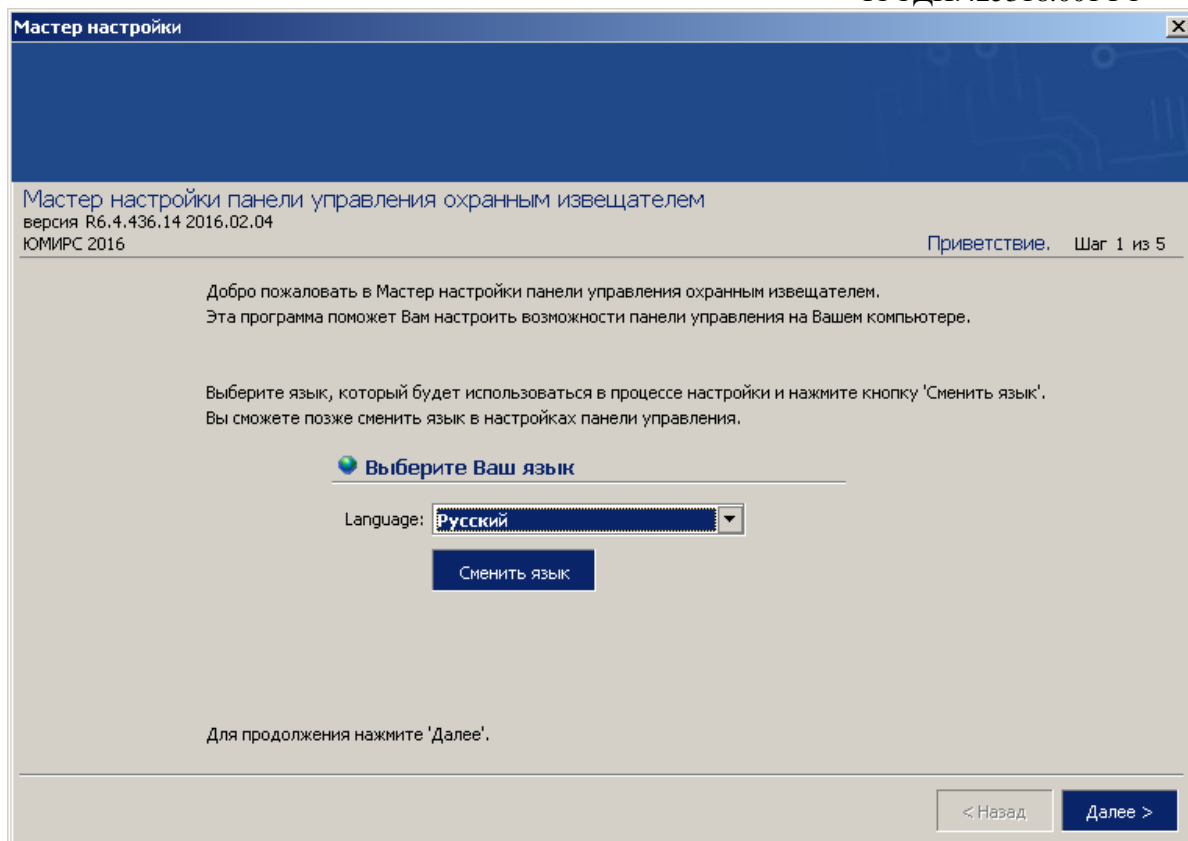 Мастер настройки
Мастер настройки панели управления охранным извещателем
версия R6.4.436.14 2016.02.04
ЮМИРС 2016
Приветствие. Шаг 1 из 5
Добро пожаловать в Мастер настройки панели управления охранным извещателем.
Эта программа поможет Вам настроить возможности панели управления на Вашем компьютере.
Выберите язык, который будет использоваться в процессе настройки и нажмите кнопку 'Сменить язык'.
Вы сможете позже сменить язык в настройках панели управления.
Выберите Ваш язык
Language: Русский
Сменить язык
Для продолжения нажмите 'Далее'.
< Назад Далее >